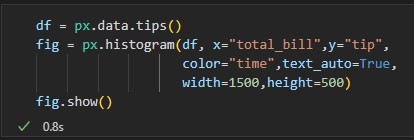 df = px.data.tips()
fig = px.histogram(df, x="total_bill",y="tip",
color="time",text_auto=True,
width=1500,height=500)
fig.show()
0.8s